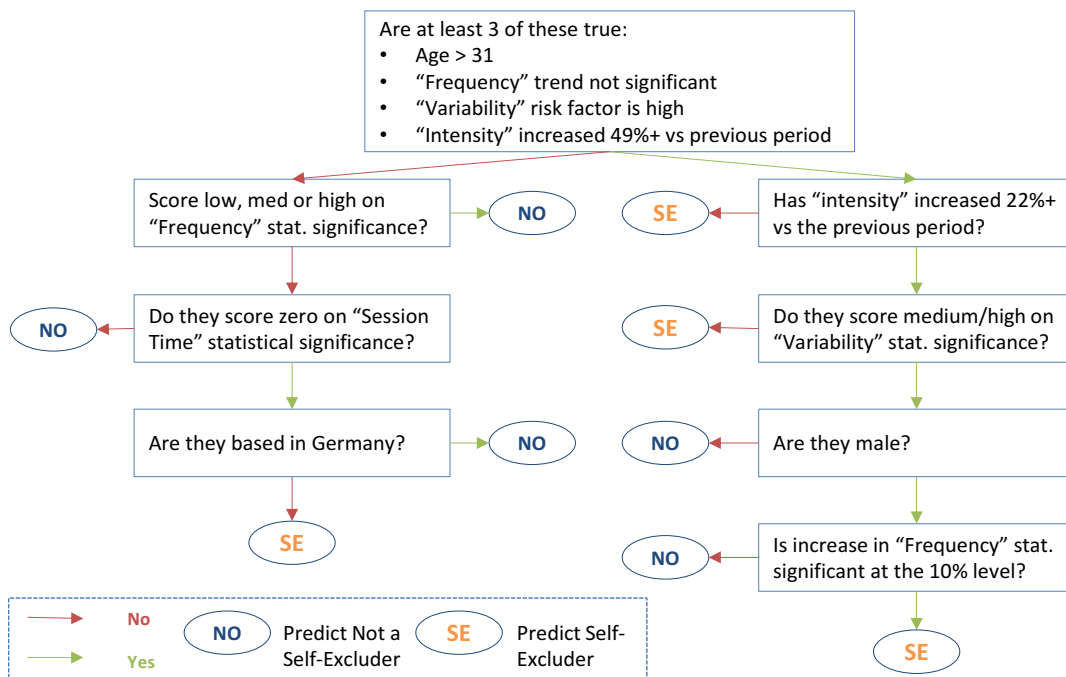 Are at least 3 of these true:
• Age > 31
• “Frequency” trend not significant
• “Variability” risk factor is high
• “Intensity” increased 49%+ vs previous period
Score low, med or high on
“Frequency” stat. significance?
NO
SE
Has “intensity” increased 22%+
vs the previous period?
NO
Do they score zero on “Session
Time” statistical significance?
SE
Do they score medium/high on
“Variability” stat. significance?
Are they based in Germany?
NO
NO
Are they male?
SE
NO
Is increase in “Frequency” stat.
significant at the 10% level?
SE
No
Yes
NO
Predict Not a
Self-Excluder
SE
Predict Self-
Excluder